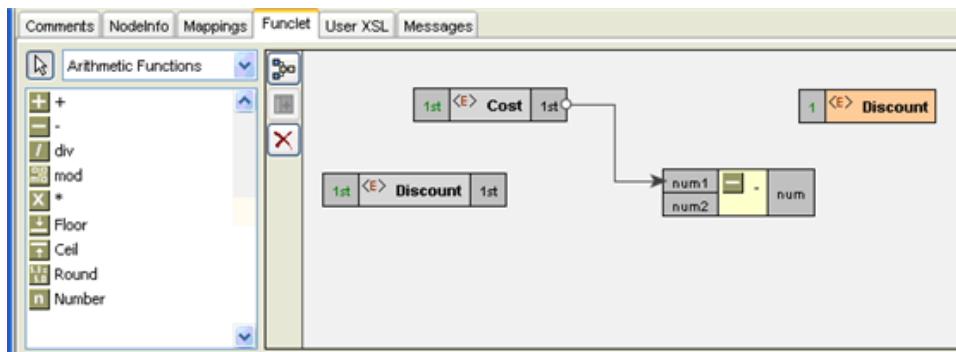 Comments NodeInfo Mappings Funclet User XSL Messages
Arithmetic Functions
+
-
div
mod
*
Floor
Ceil
Round
Number
1st <E> Cost 1st
1 <E> Discount
1st <E> Discount 1st
num1 - num
num2